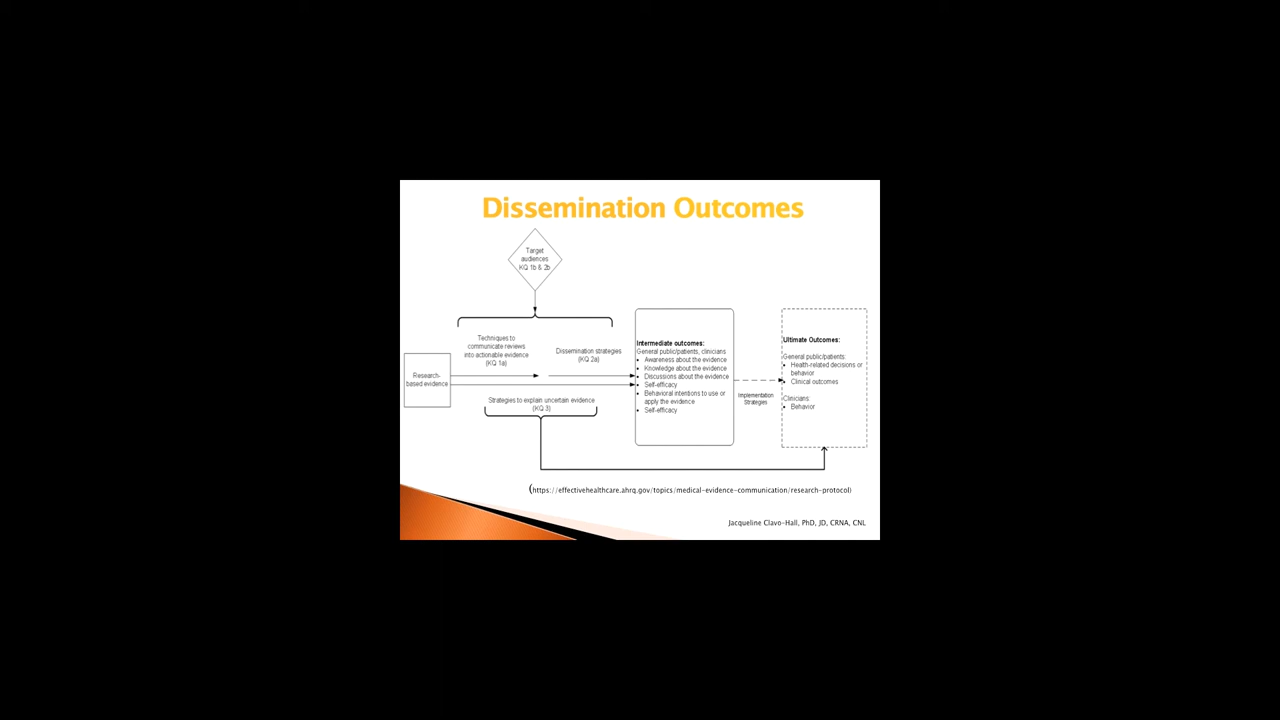 Dissemination Outcomes
Target
audiences
KQ 1b & 2b
Techniques to
communicate reviews
into actionable evidence
(KQ 1a)
Dissemination strategies
(KQ 2a)
Research-
based evidence
Strategies to explain uncertain evidence
(KQ 3)
Intermediate outcomes:
General public/patients, clinicians
• Awareness about the evidence
• Knowledge about the evidence
• Discussions about the evidence
• Self-efficacy
• Behavioral intentions to use or
apply the evidence
• Self-efficacy
Implementation
Strategies
Ultimate Outcomes:
General public/patients:
• Health-related decisions or
behavior
• Clinical outcomes
Clinicians
• Behavior
(https://effectivehealthcare.ahrq.gov/topics/medical-evidence-communication/research-protocol)
Jacqueline Clavo-Hall, PhD, JD, CRNA, CNL